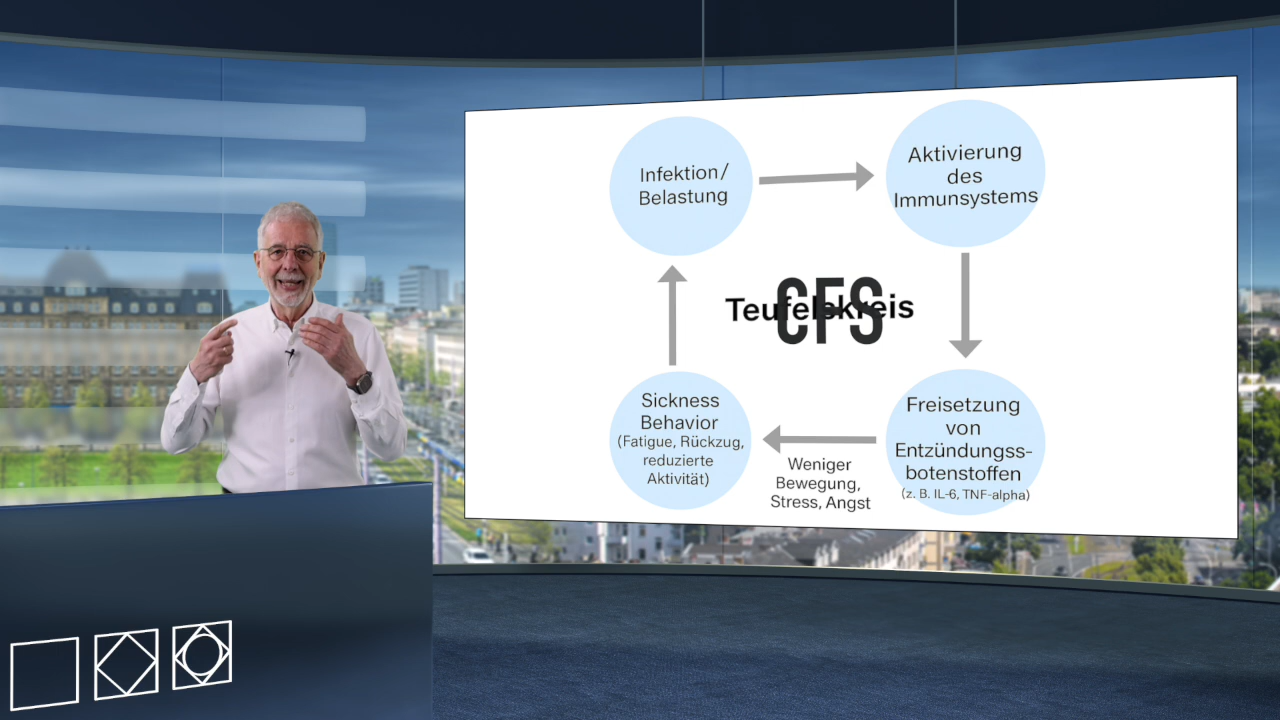 Infektion/
Belastung
Aktivierung
des
Immunsystems
Teufelskreis
CFS
Sickness
Behavior
(Fatigue, Rückzug,
reduzierte
Aktivität)
Weniger
Bewegung,
Stress, Angst
Freisetzung
von
Entzündungss-
botenstoffen
(z. B. IL-6, TNF-alpha)